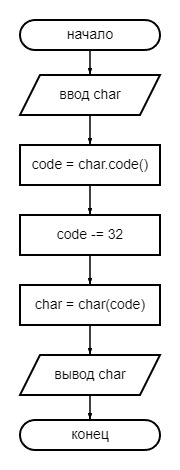 начало
ввод char
code = char.code()
code -= 32
char = char(code)
вывод char
конец